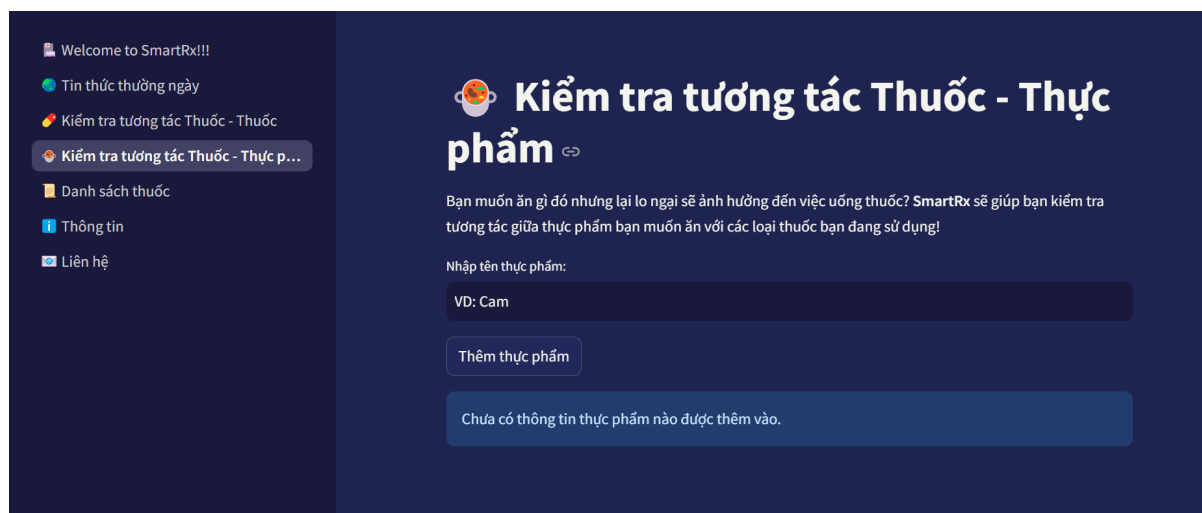 Welcome to SmartRx!!!
Tin thức thường ngày
Kiểm tra tương tác Thuốc - Thuốc
Kiểm tra tương tác Thuốc - Thực p...
Danh sách thuốc
Thông tin
Liên hệ
Kiểm tra tương tác Thuốc - Thực
phẩm
Bạn muốn ăn gì đó nhưng lại lo ngại sẽ ảnh hưởng đến việc uống thuốc? SmartRx sẽ giúp bạn kiểm tra
tương tác giữa thực phẩm bạn muốn ăn với các loại thuốc bạn đang sử dụng!
Nhập tên thực phẩm:
VD: Cam
Thêm thực phẩm
Chưa có thông tin thực phẩm nào được thêm vào.